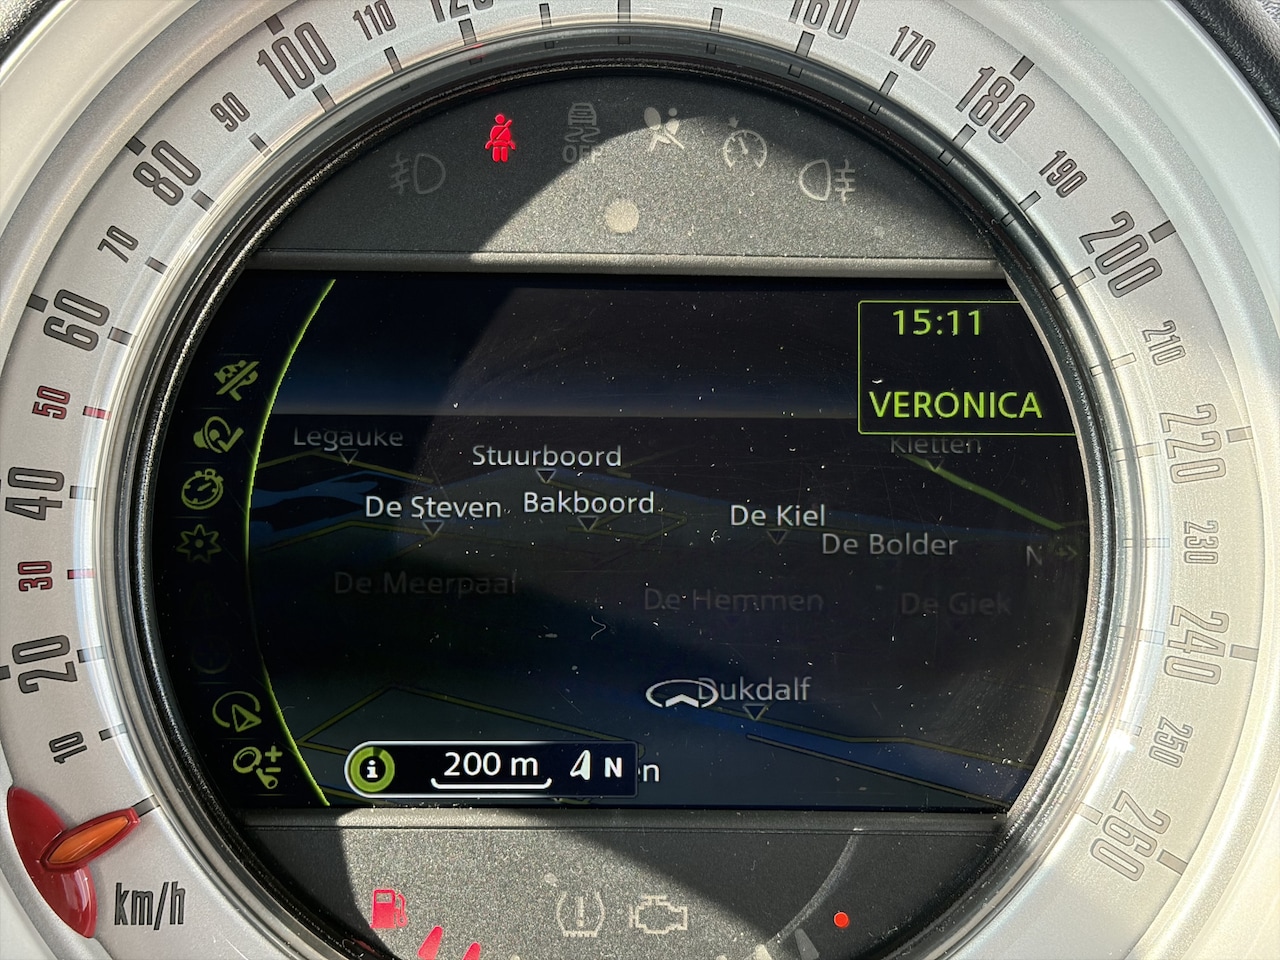 10
20
30
40
50
60
70
80
90
100
110
120
160
170
180
190
200
210
220
230
240
250
260
km/h
OFF
15:11
VERONICA
Legauke
Kletten
Stuurboord
De Steven
Bakboord
De Kiel
De Bolder
N
De Meerpaal
De Hemmen
De Giek
Dukdalf
i
200 m
N
n